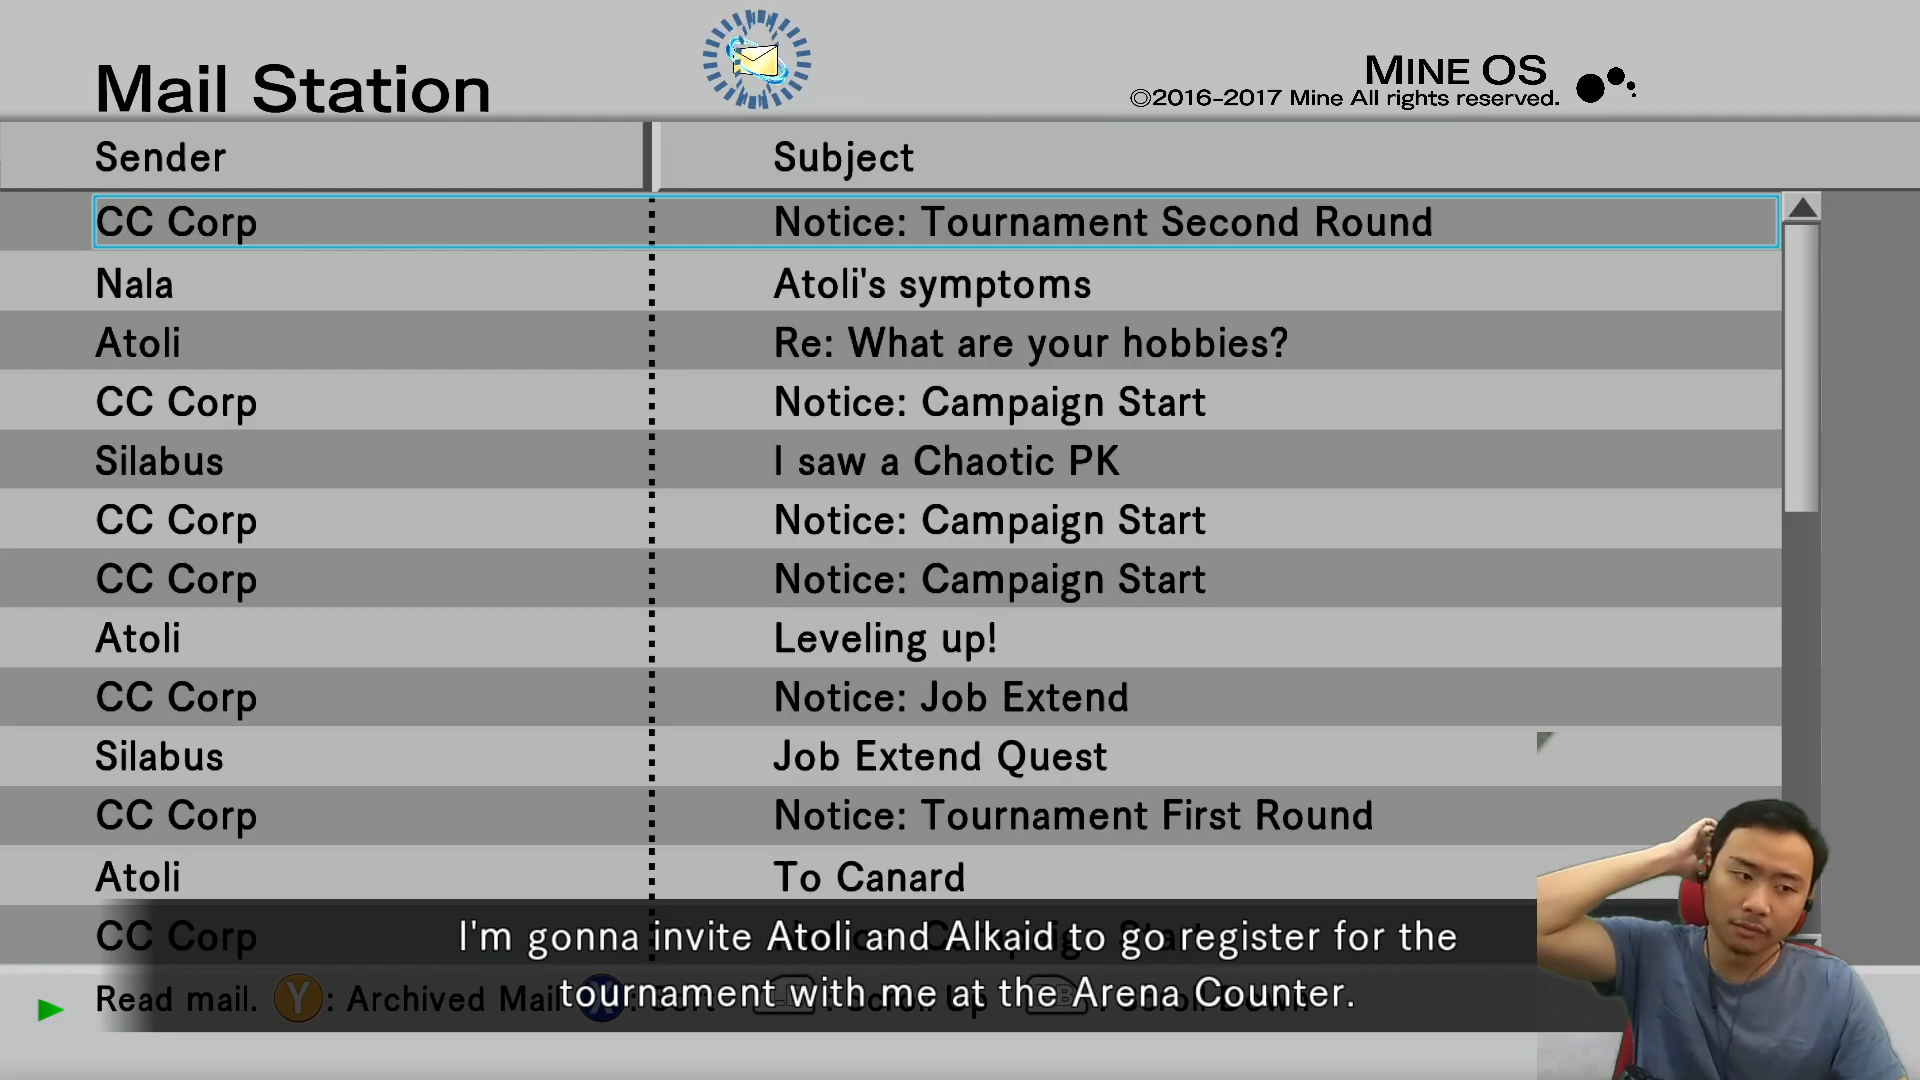 Mail Station
MINE OS
©2016-2017 Mine All rights reserved.
Sender Subject
CC Corp Notice: Tournament Second Round
Nala Atoli's symptoms
Atoli Re: What are your hobbies?
CC Corp Notice: Campaign Start
Silabus I saw a Chaotic PK
CC Corp Notice: Campaign Start
CC Corp Notice: Campaign Start
Atoli Leveling up!
CC Corp Notice: Job Extend
Silabus Job Extend Quest
CC Corp Notice: Tournament First Round
Atoli To Canard
CC Corp
I'm gonna invite Atoli and Alkaid to go register for the
tournament with me at the Arena Counter.
Read mail. Y: Archived Mail X